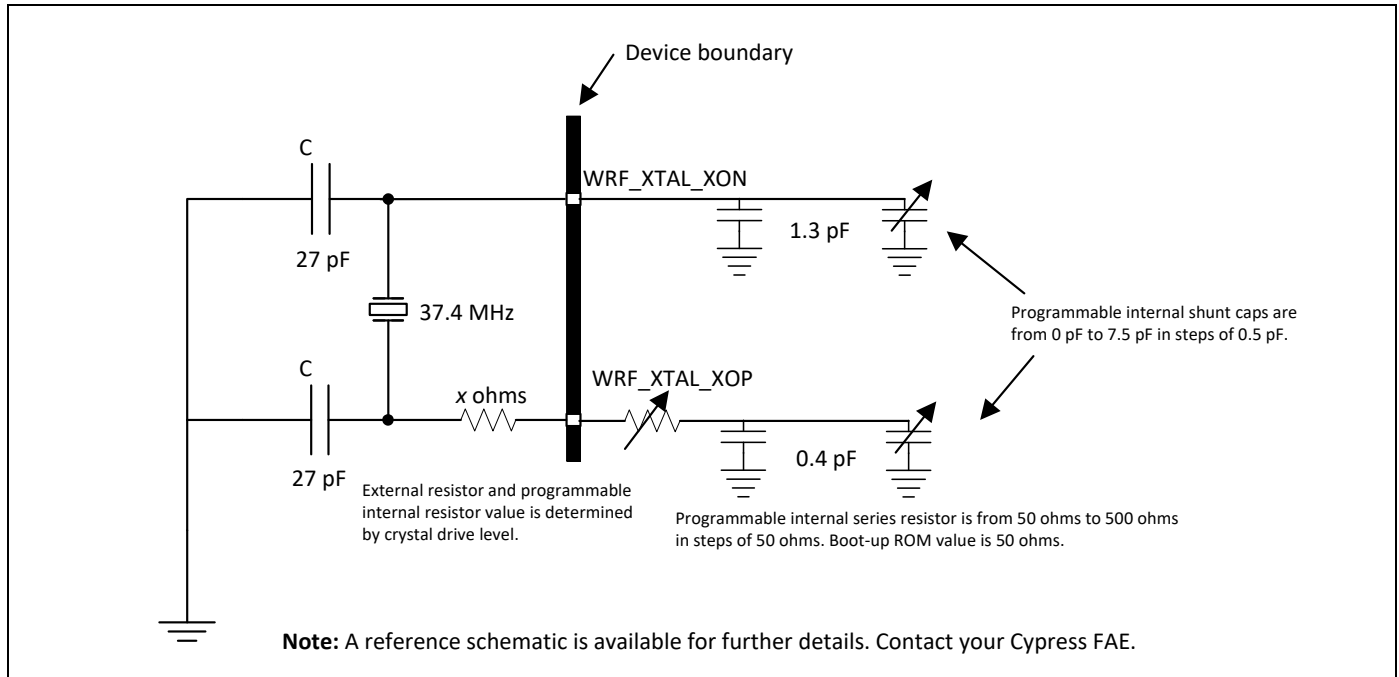 Device boundary
C
27 pF
WRF_XTAL_XON
1.3 pF
37.4 MHz
Programmable internal shunt caps are
from 0 pF to 7.5 pF in steps of 0.5 pF.
C
27 pF
x ohms
WRF_XTAL_XOP
0.4 pF
External resistor and programmable
internal resistor value is determined
by crystal drive level.
Programmable internal series resistor is from 50 ohms to 500 ohms
in steps of 50 ohms. Boot-up ROM value is 50 ohms.
Note: A reference schematic is available for further details. Contact your Cypress FAE.